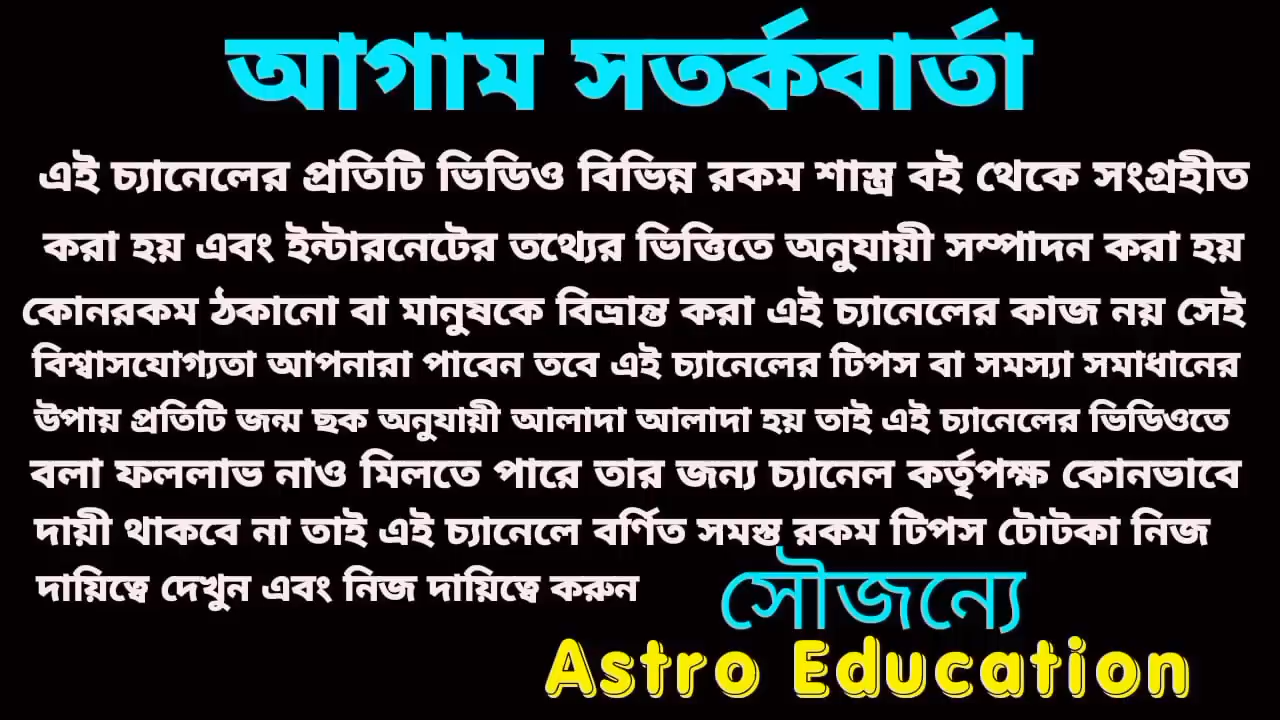 আগাম সতর্কবার্তা
এই চ্যানেলের প্রতিটি ভিডিও বিভিন্ন রকম শাস্ত্র বই থেকে সংগ্রহীত
করা হয় এবং ইন্টারনেটের তথ্যের ভিত্তিতে অনুযায়ী সম্পাদন করা হয়
কোনরকম ঠকানো বা মানুষকে বিভ্রান্ত করা এই চ্যানেলের কাজ নয় সেই
বিশ্বাসযোগ্যতা আপনারা পাবেন তবে এই চ্যানেলের টিপস বা সমস্যা সমাধানের
উপায় প্রতিটি জন্ম ছক অনুযায়ী আলাদা আলাদা হয় তাই এই চ্যানেলের ভিডিওতে
বলা ফললাভ নাও মিলতে পারে তার জন্য চ্যানেল কর্তৃপক্ষ কোনভাবে
দায়ী থাকবে না তাই এই চ্যানেলে বর্ণিত সমস্ত রকম টিপস টোটকা নিজ
দায়িত্বে দেখুন এবং নিজ দায়িত্বে করুন
সৌজন্যে
Astro Education